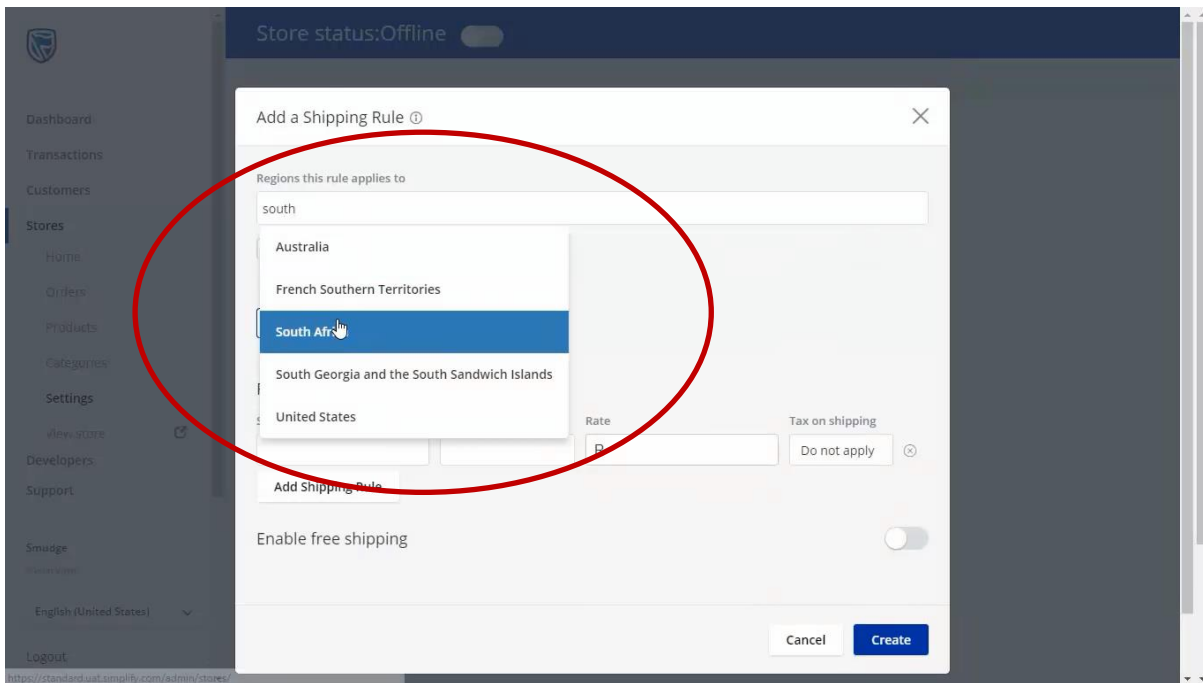 Store status:Offline
Dashboard
Transactions
Customers
Stores
Home
Orders
Products
Categories
Settings
View store
Developers
Support
Smudge
English (United States)
Logout
https://standard.uat.simplify.com/admin/stores/
Add a Shipping Rule
Regions this rule applies to
south
Australia
French Southern Territories
South Afri
South Georgia and the South Sandwich Islands
United States
Rate
Tax on shipping
R
Do not apply
Add Shipping Rule
Enable free shipping
Cancel
Create